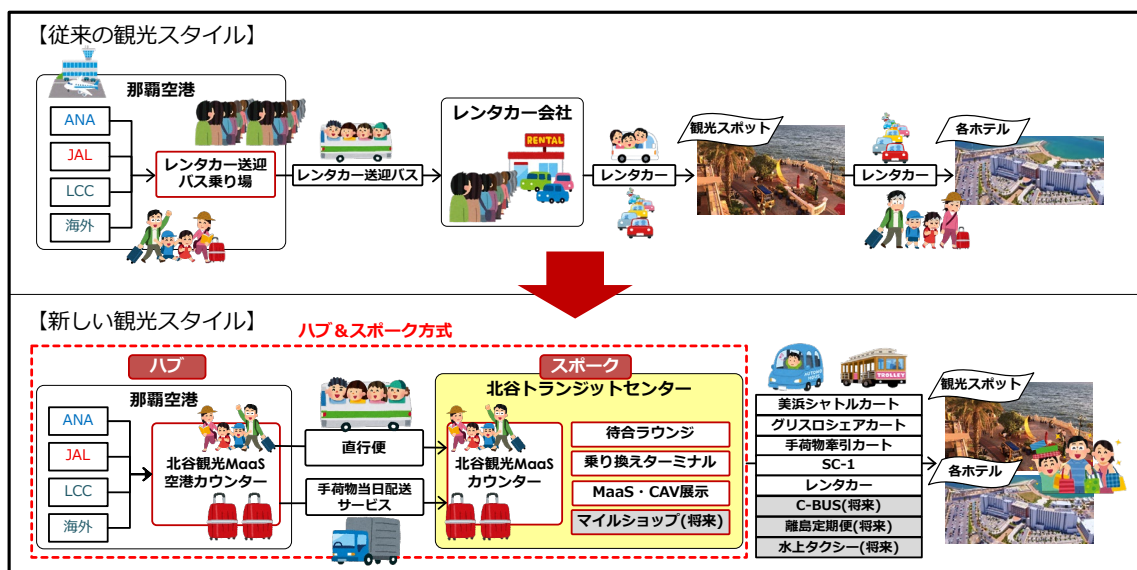 【従来の観光スタイル】
那覇空港
ANA
JAL
LCC
海外
レンタカー送迎
バス乗り場
レンタカー送迎バス
レンタカー会社
RENTAL
レンタカー
観光スポット
レンタカー
各ホテル
【新しい観光スタイル】
ハブ&スポーク方式
ハブ
那覇空港
ANA
JAL
LCC
海外
北谷観光MaaS
空港カウンター
直行便
手荷物当日配送
サービス
スポーク
北谷トランジットセンター
北谷観光MaaS
カウンター
待合ラウンジ
乗り換えターミナル
MaaS・CAV展示
マイルショップ(将来)
TROLLEY
美浜シャトルカート
グリスロシェアカート
手荷物牽引カート
SC-1
レンタカー
C-BUS(将来)
離島定期便(将来)
水上タクシー(将来)
観光スポット
各ホテル